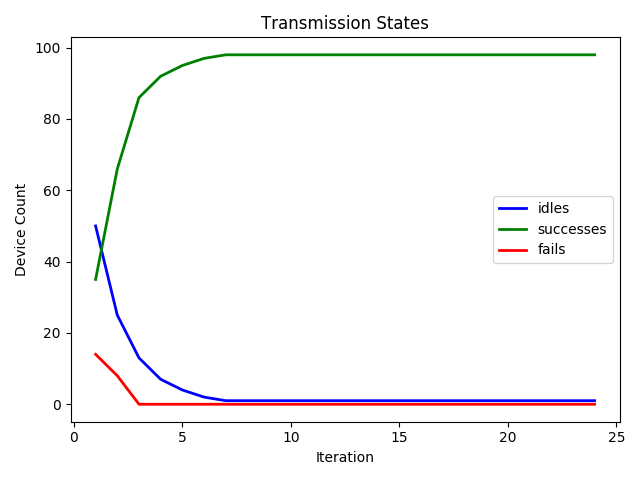 Transmission States
Device Count
100
80
60
40
20
0
idles
successes
fails
0 5 10 15 20 25
Iteration